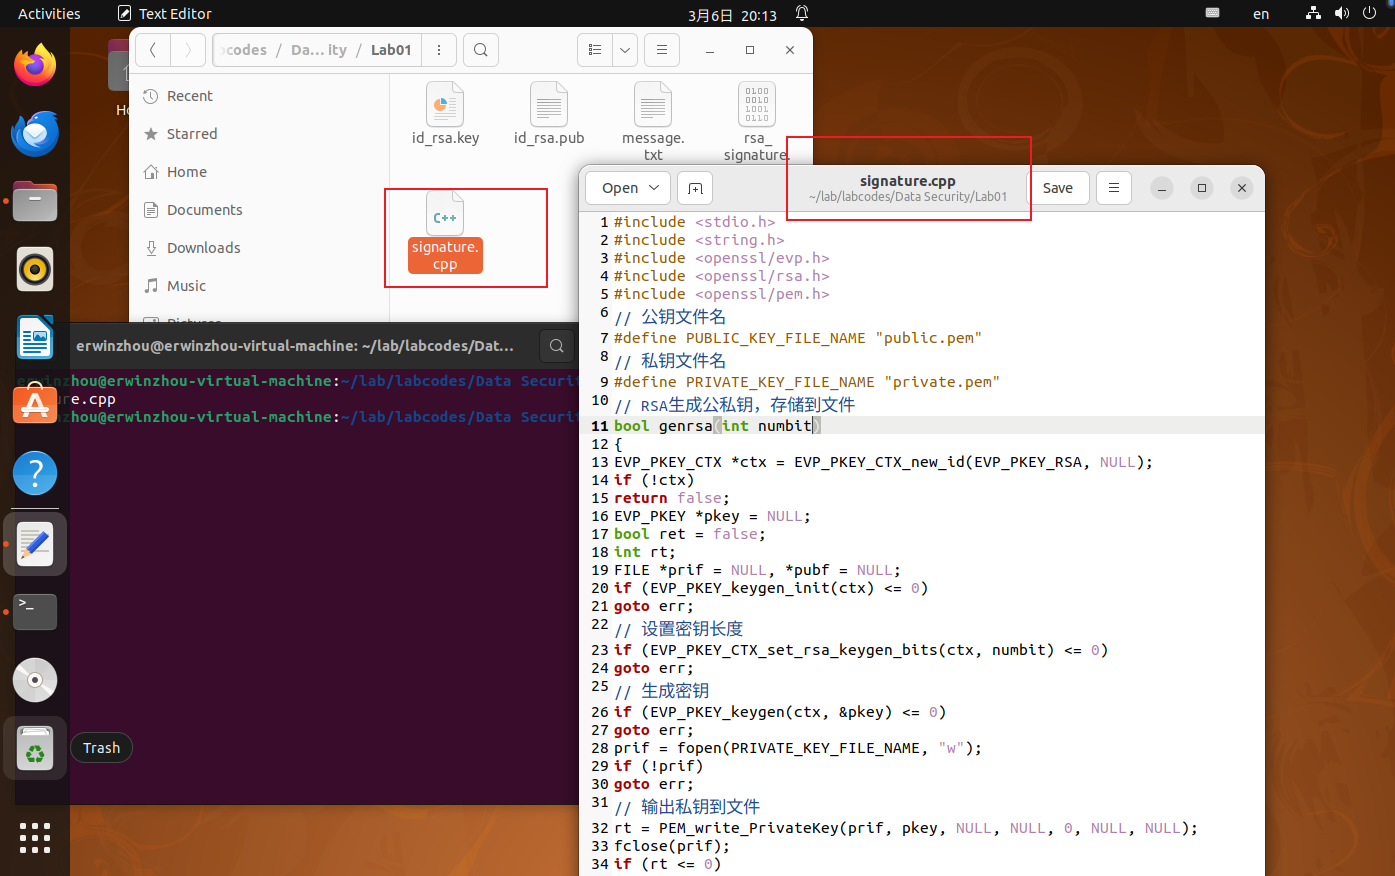 Activities
Text Editor
3月6日 20:13
en
codes / Da… ity / Lab01
Recent
Starred
Home
Documents
Downloads
Music
id_rsa.key
id_rsa.pub
message.
txt
rsa_
signature.
signature.
cpp
erwinzhou@erwinzhou-virtual-machine: ~/lab/labcodes/Dat…
zhou@erwinzhou-virtual-machine:~/lab/labcodes/Data Securit
re.cpp
zhou@erwinzhou-virtual-machine:~/lab/labcodes/Data Securit
Trash
Open
signature.cpp
~/lab/labcodes/Data Security/Lab01
Save
1 #include <stdio.h>
2 #include <string.h>
3 #include <openssl/evp.h>
4 #include <openssl/rsa.h>
5 #include <openssl/pem.h>
6 // 公钥文件名
7 #define PUBLIC_KEY_FILE_NAME "public.pem"
8 // 私钥文件名
9 #define PRIVATE_KEY_FILE_NAME "private.pem"
10 // RSA生成公私钥，存储到文件
11 bool genrsa(int numbit)
12 {
13 EVP_PKEY_CTX *ctx = EVP_PKEY_CTX_new_id(EVP_PKEY_RSA, NULL);
14 if (!ctx)
15 return false;
16 EVP_PKEY *pkey = NULL;
17 bool ret = false;
18 int rt;
19 FILE *prif = NULL, *pubf = NULL;
20 if (EVP_PKEY_keygen_init(ctx) <= 0)
21 goto err;
22 // 设置密钥长度
23 if (EVP_PKEY_CTX_set_rsa_keygen_bits(ctx, numbit) <= 0)
24 goto err;
25 // 生成密钥
26 if (EVP_PKEY_keygen(ctx, &pkey) <= 0)
27 goto err;
28 prif = fopen(PRIVATE_KEY_FILE_NAME, "w");
29 if (!prif)
30 goto err;
31 // 输出私钥到文件
32 rt = PEM_write_PrivateKey(prif, pkey, NULL, NULL, 0, NULL, NULL);
33 fclose(prif);
34 if (rt <= 0)